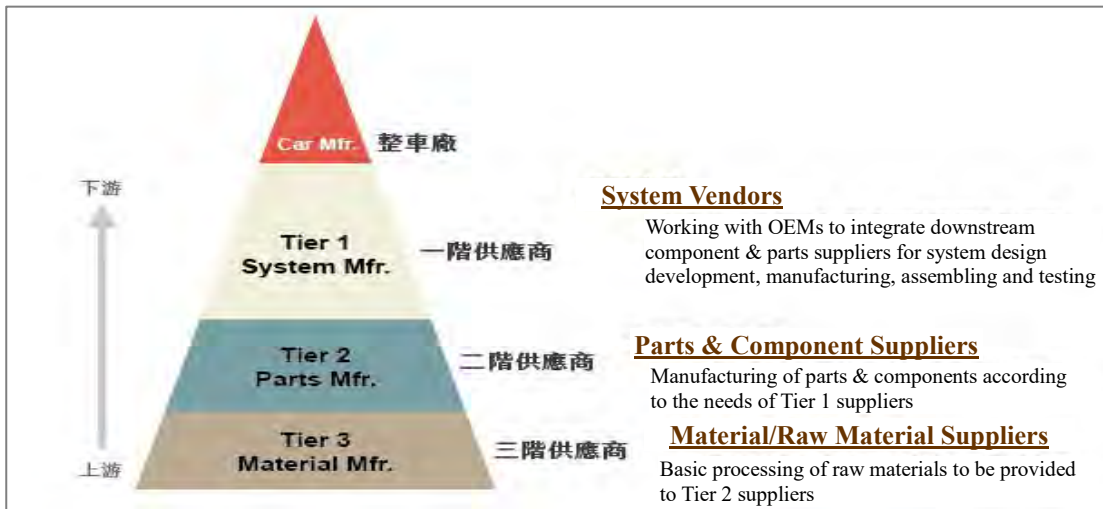 Car Mfr. 整車廠
下游
System Vendors
Working with OEMs to integrate downstream
component & parts suppliers for system design
development, manufacturing, assembling and testing
Tier 1
System Mfr.
一階供應商
Tier 2
Parts Mfr.
二階供應商
Parts & Component Suppliers
Manufacturing of parts & components according
to the needs of Tier 1 suppliers
Tier 3
Material Mfr.
三階供應商
Material/Raw Material Suppliers
Basic processing of raw materials to be provided
to Tier 2 suppliers
上游